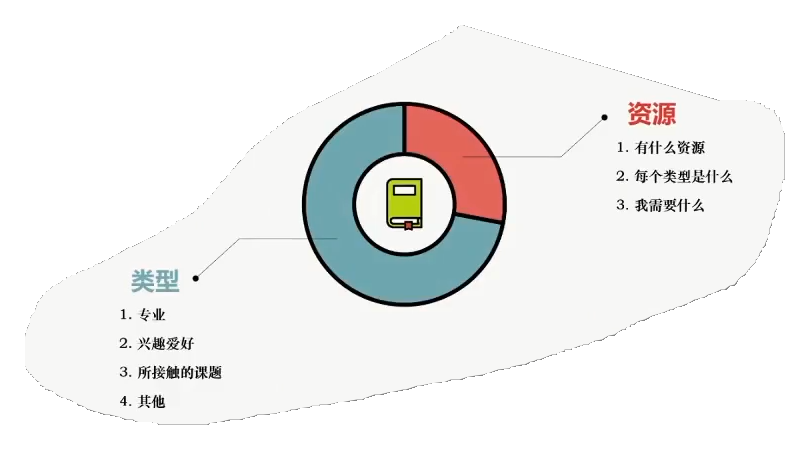 资源
1. 有什么资源
2. 每个类型是什么
3. 我需要什么
类型
1. 专业
2. 兴趣爱好
3. 所接触的课题
4. 其他